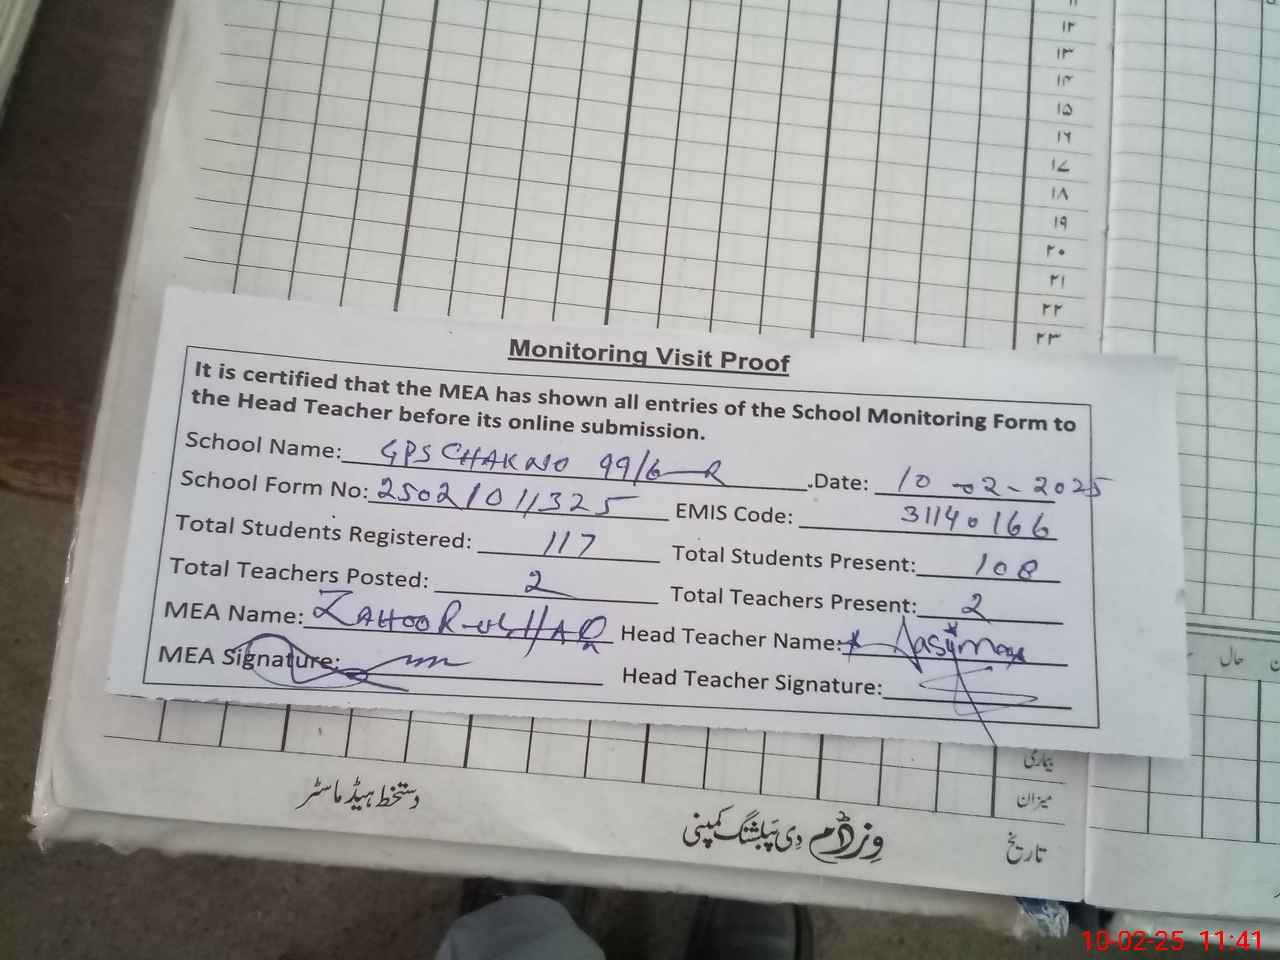 ۱۲
۱۳
۱۴
۱۵
۱۶
۱۷
۱۸
۱۹
۲۰
۲۱
۲۲
۲۳
Monitoring Visit Proof
It is certified that the MEA has shown all entries of the School Monitoring Form to
the Head Teacher before its online submission.
School Name: GPS CHAK NO 99/6-R .Date: 10-02-2025
School Form No: 25021011325 EMIS Code: 31140166
Total Students Registered: 117 Total Students Present: 108
Total Teachers Posted: 2 Total Teachers Present: 2
MEA Name: ZAHOOR-UL-HAQ Head Teacher Name:
MEA Signature: Head Teacher Signature:
حال
بیماری
میزان
تاریخ
دستخط ہیڈ ماسٹر
وزڈم دی پبلشنگ کمپنی
10-02-25 11:41